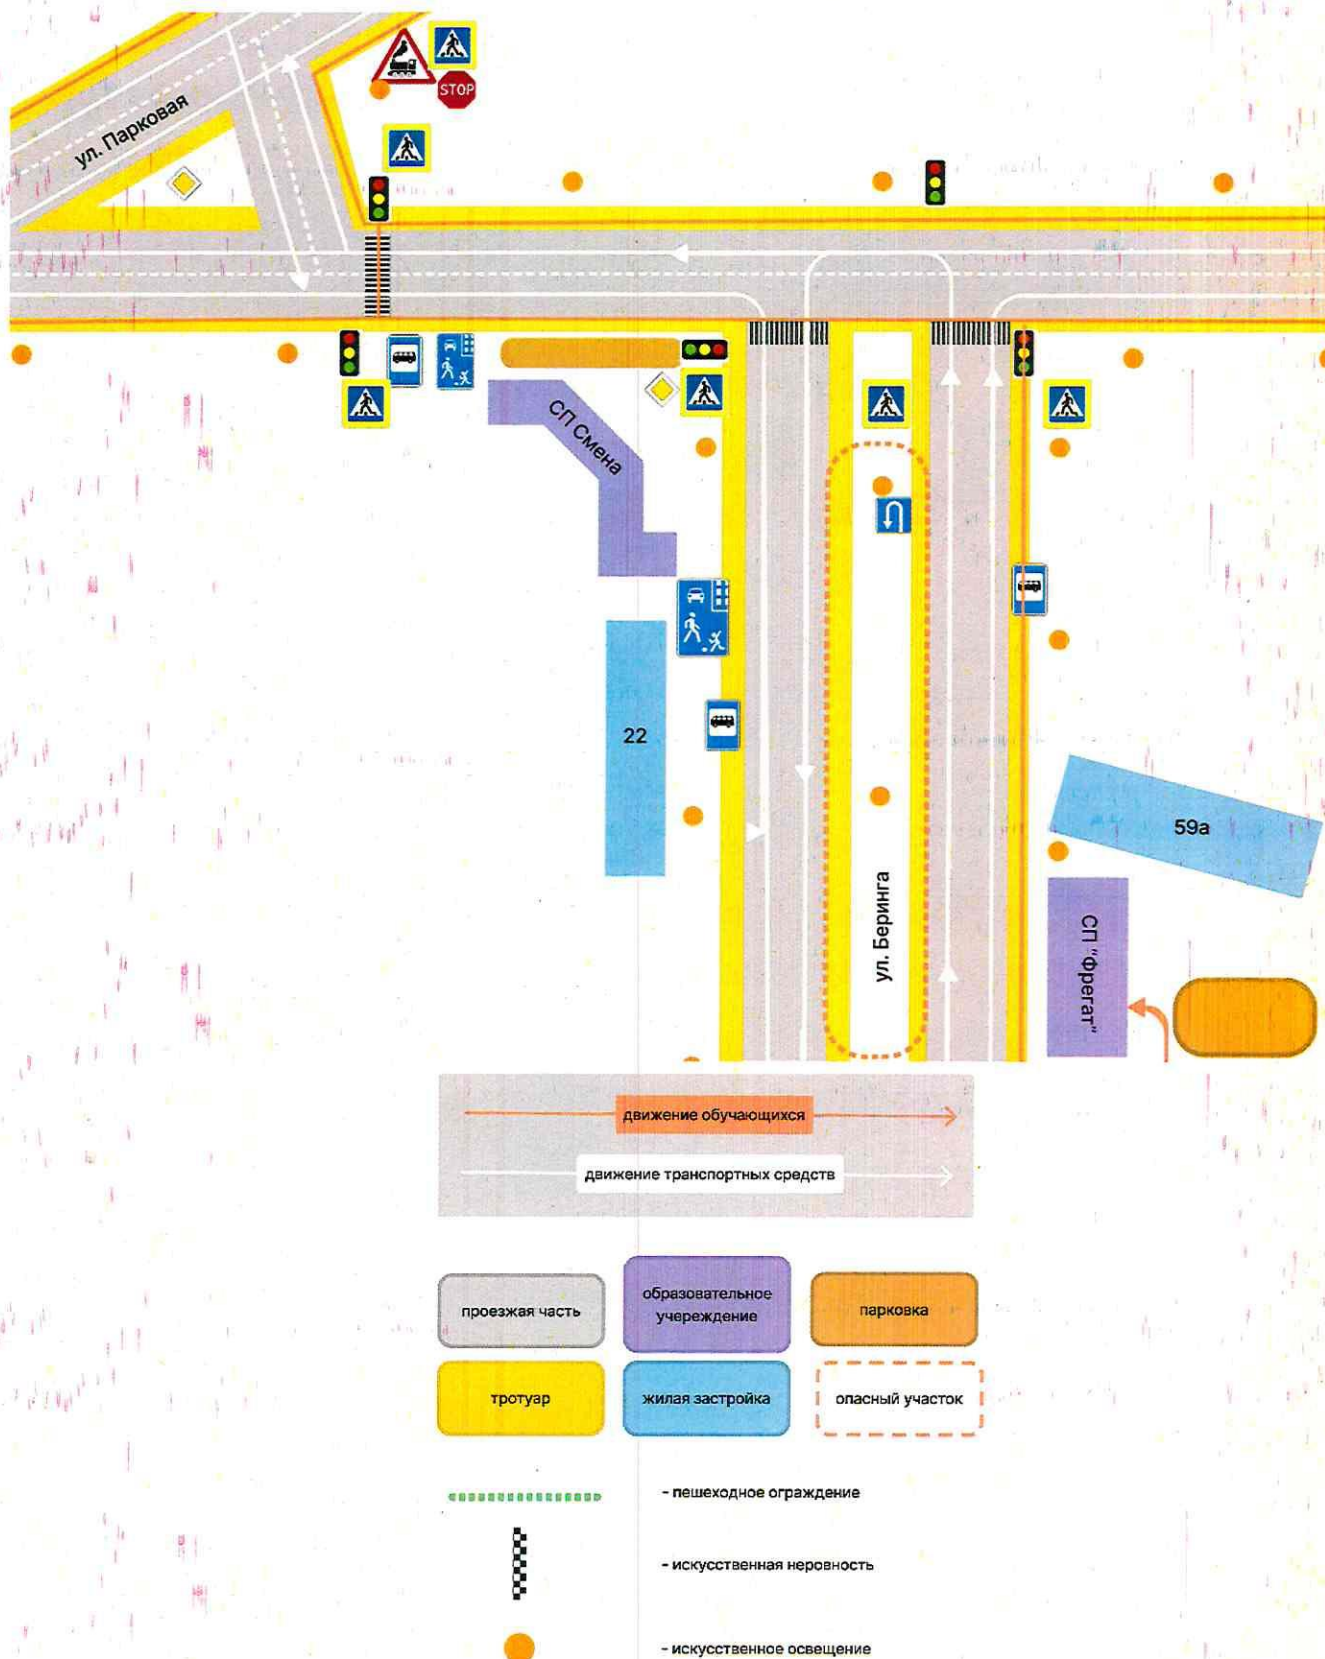 STOP
ул. Парковая
СП Смена
22
59а
ул. Беринга
СП "Фрегат"
движение обучающихся
движение транспортных средств
проезжая часть
образовательное
учереждение
парковка
тротуар
жилая застройка
опасный участок
- пешеходное ограждение
- искусственная неровность
- искусственное освещение